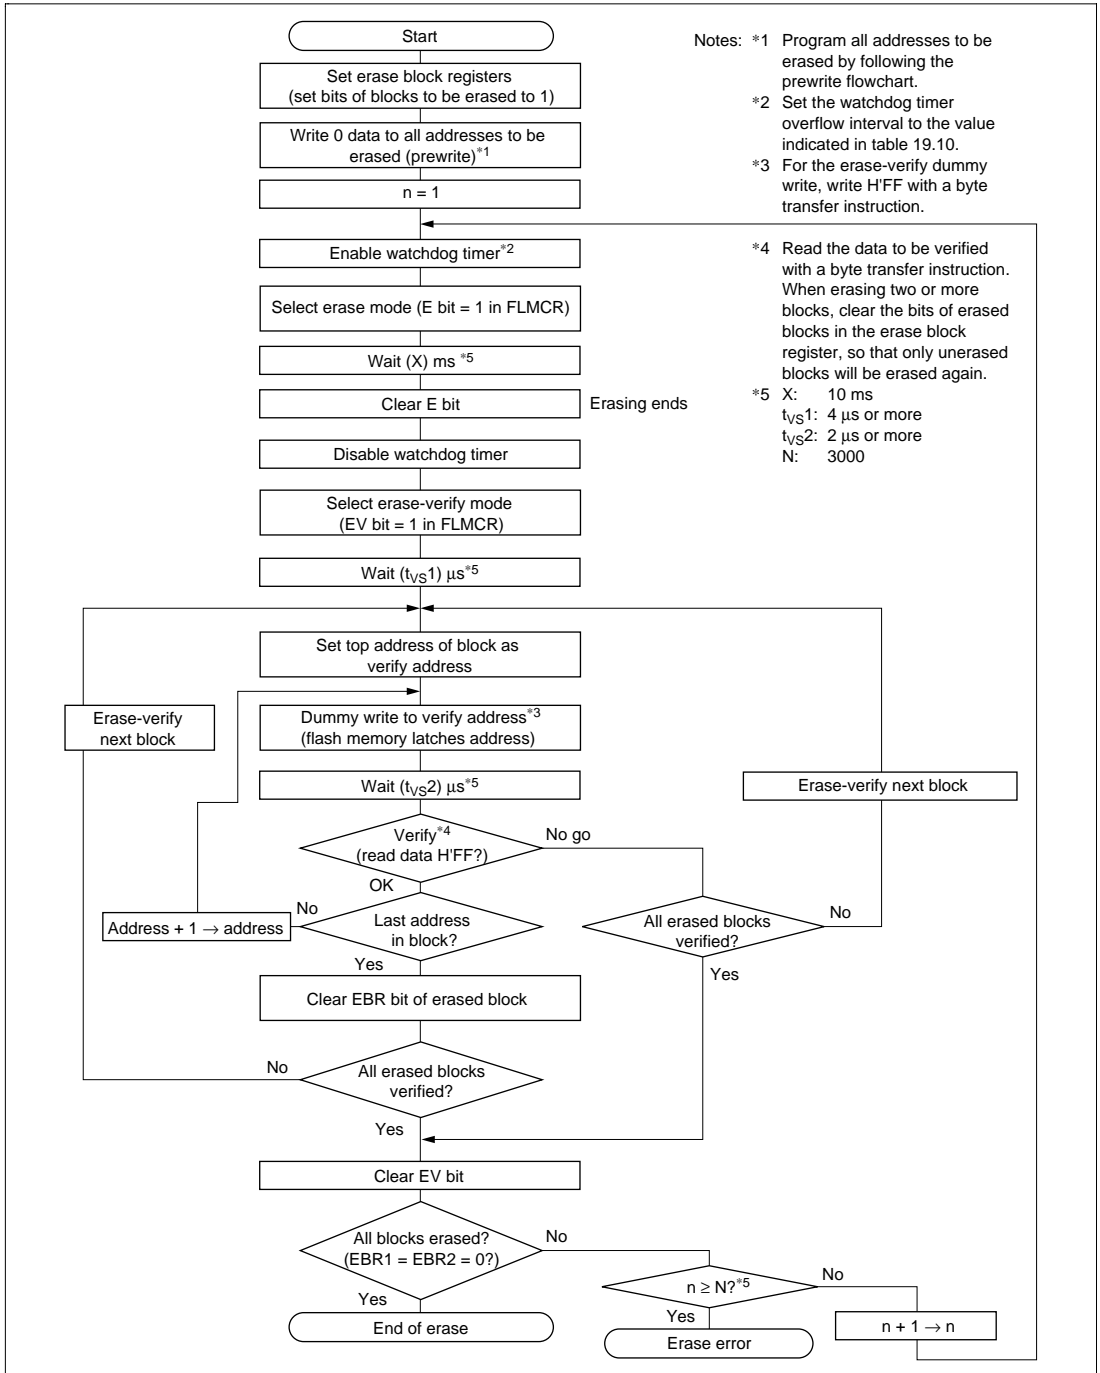 Start
Set erase block registers
(set bits of blocks to be erased to 1)
Write 0 data to all addresses to be
erased (prewrite)*1
n = 1
Enable watchdog timer*2
Select erase mode (E bit = 1 in FLMCR)
Wait (X) ms *5
Clear E bit
Erasing ends
Disable watchdog timer
Select erase-verify mode
(EV bit = 1 in FLMCR)
Wait (tVS1) μs*5
Set top address of block as
verify address
Erase-verify
next block
Dummy write to verify address*3
(flash memory latches address)
Wait (tVS2) μs*5
Erase-verify next block
Verify*4
(read data H'FF?)
No go
OK
No
Address + 1 → address
Last address
in block?
All erased blocks
verified?
No
Yes
Yes
Clear EBR bit of erased block
No
All erased blocks
verified?
Yes
Clear EV bit
All blocks erased?
(EBR1 = EBR2 = 0?)
No
Yes
n ≥ N?*5
No
Yes
End of erase
Erase error
n + 1 → n
Notes: *1 Program all addresses to be
erased by following the
prewrite flowchart.
*2 Set the watchdog timer
overflow interval to the value
indicated in table 19.10.
*3 For the erase-verify dummy
write, write H'FF with a byte
transfer instruction.
*4 Read the data to be verified
with a byte transfer instruction.
When erasing two or more
blocks, clear the bits of erased
blocks in the erase block
register, so that only unerased
blocks will be erased again.
*5 X: 10 ms
tVS1: 4 μs or more
tVS2: 2 μs or more
N: 3000